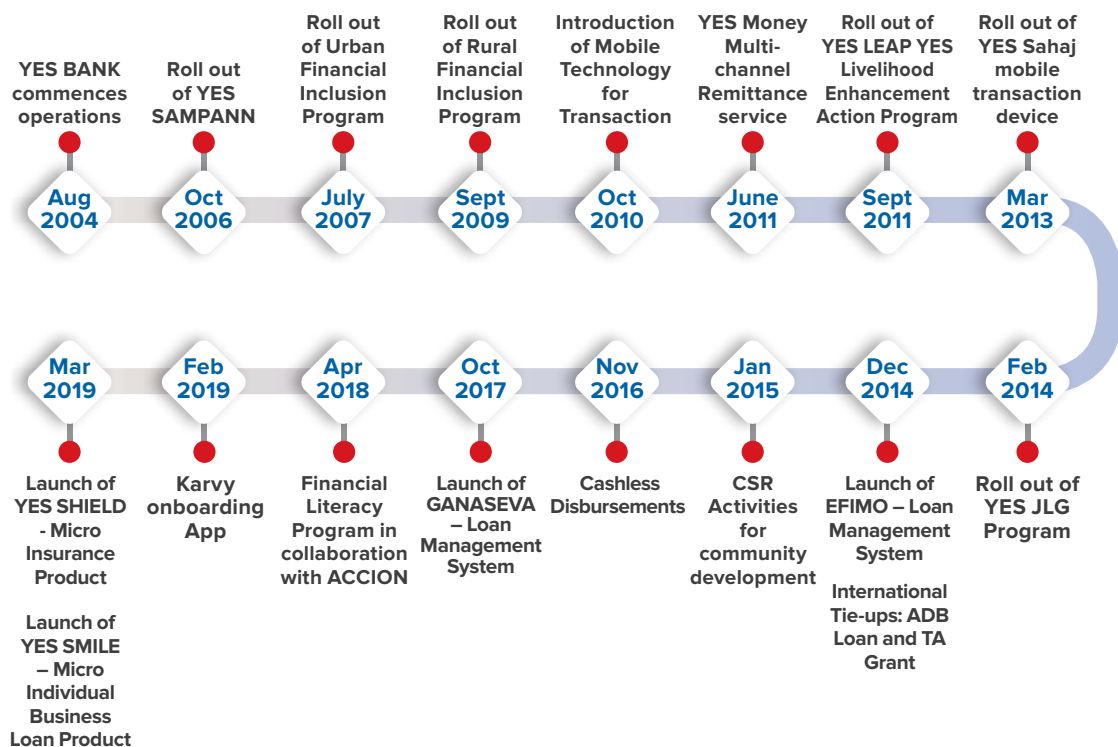 YES BANK
commences
operations
Aug
2004
Roll out
of YES
SAMPANN
Oct
2006
Roll out
of Urban
Financial
Inclusion
Program
July
2007
Roll out
of Rural
Financial
Inclusion
Program
Sept
2009
Introduction
of Mobile
Technology
for
Transaction
Oct
2010
YES Money
Multi-
channel
Remittance
service
June
2011
Roll out of
YES LEAP YES
Livelihood
Enhancement
Action Program
Sept
2011
Roll out of
YES Sahaj
mobile
transaction
device
Mar
2013
Feb
2014
Roll out of
YES JLG
Program
Dec
2014
Launch of
EFIMO – Loan
Management
System
International
Tie-ups: ADB
Loan and TA
Grant
Jan
2015
CSR
Activities
for
community
development
Nov
2016
Cashless
Disbursements
Oct
2017
Launch of
GANASEVA
– Loan
Management
System
Apr
2018
Financial
Literacy
Program in
collaboration
with ACCION
Feb
2019
Karvy
onboarding
App
Mar
2019
Launch of
YES SHIELD
- Micro
Insurance
Product
Launch of
YES SMILE
– Micro
Individual
Business
Loan Product